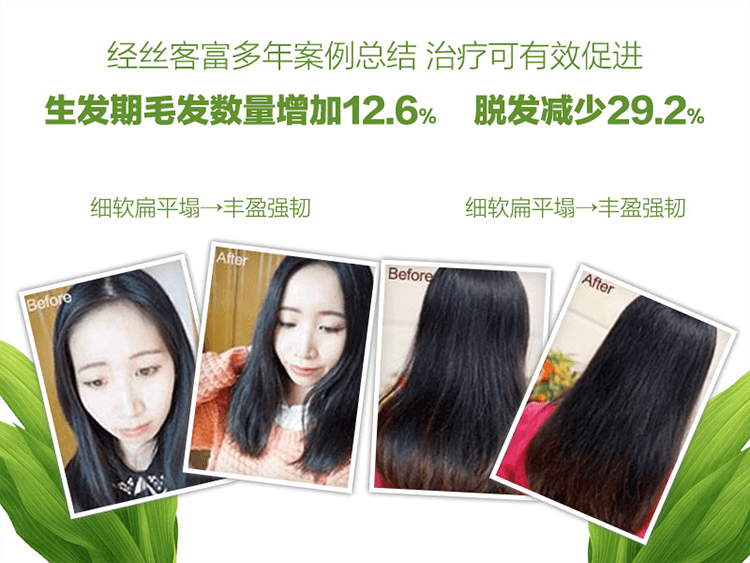 经丝客富多年案例总结 治疗可有效促进
生发期毛发数量增加12.6% 脱发减少29.2%
细软扁平塌→丰盈强韧 细软扁平塌→丰盈强韧
Before
After
Before
After